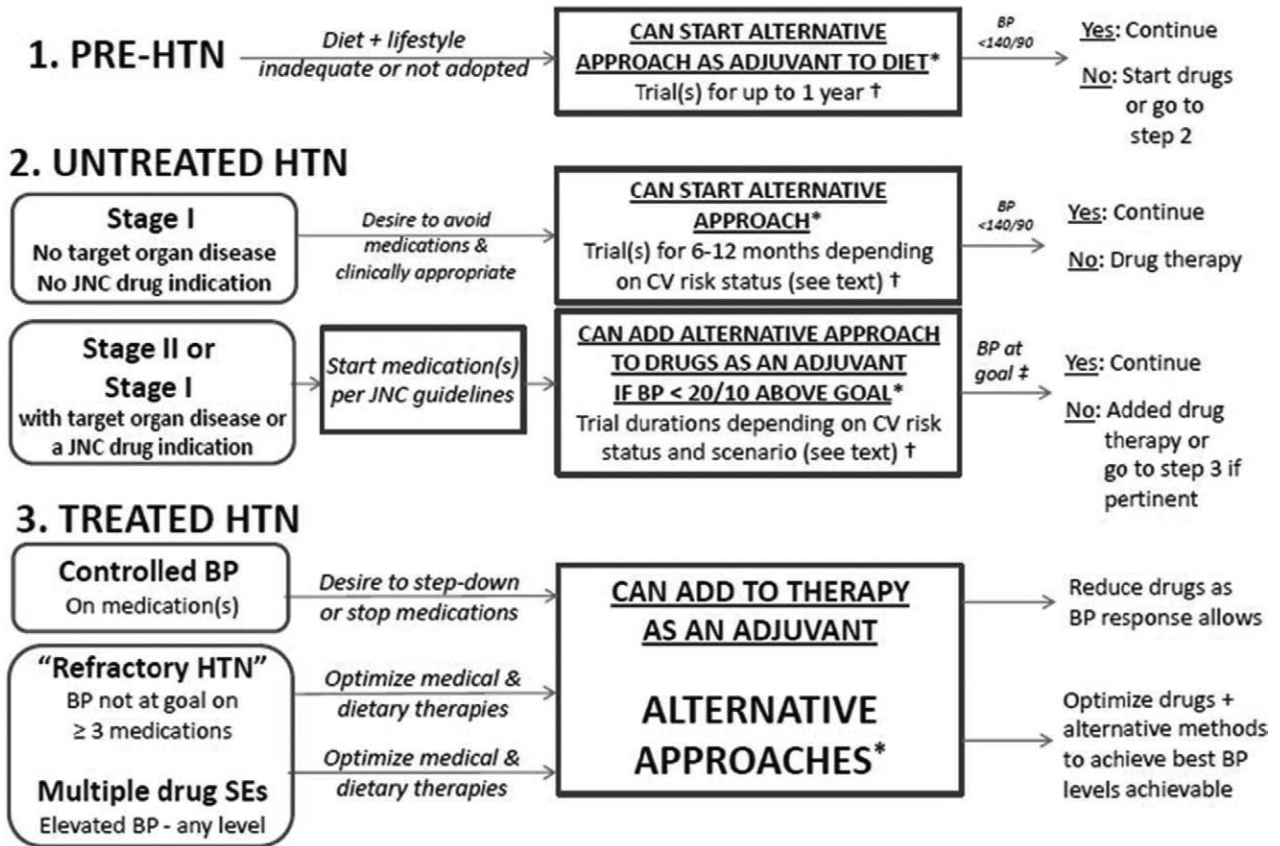 1. PRE-HTN
Diet + lifestyle
inadequate or not adopted
CAN START ALTERNATIVE
APPROACH AS ADJUVANT TO DIET*
Trial(s) for up to 1 year †
BP
<140/90
Yes: Continue
No: Start drugs
or go to
step 2
2. UNTREATED HTN
Stage I
No target organ disease
No JNC drug indication
Desire to avoid
medications &
clinically appropriate
CAN START ALTERNATIVE
APPROACH*
Trial(s) for 6-12 months depending
on CV risk status (see text) †
BP
<140/90
Yes: Continue
No: Drug therapy
Stage II or
Stage I
with target organ disease or
a JNC drug indication
Start medication(s)
per JNC guidelines
CAN ADD ALTERNATIVE APPROACH
TO DRUGS AS AN ADJUVANT
IF BP < 20/10 ABOVE GOAL*
Trial durations depending on CV risk
status and scenario (see text) †
BP at
goal ‡
Yes: Continue
No: Added drug
therapy or
go to step 3 if
pertinent
3. TREATED HTN
Controlled BP
On medication(s)
Desire to step-down
or stop medications
CAN ADD TO THERAPY
AS AN ADJUVANT
ALTERNATIVE
APPROACHES*
Reduce drugs as
BP response allows
“Refractory HTN”
BP not at goal on
≥ 3 medications
Optimize medical &
dietary therapies
Multiple drug SEs
Elevated BP - any level
Optimize medical &
dietary therapies
Optimize drugs +
alternative methods
to achieve best BP
levels achievable